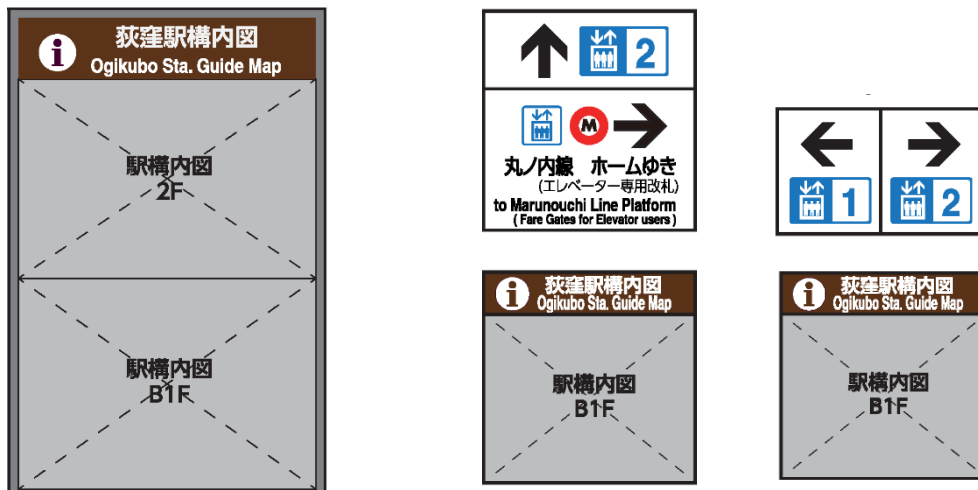 荻窪駅構内図
Ogikubo Sta. Guide Map
駅構内図
2F
駅構内図
B1F
2
M
丸ノ内線 ホームゆき
(エレベーター専用改札)
to Marunouchi Line Platform
( Fare Gates for Elevator users )
荻窪駅構内図
Ogikubo Sta. Guide Map
駅構内図
B1F
1
2
荻窪駅構内図
Ogikubo Sta. Guide Map
駅構内図
B1F